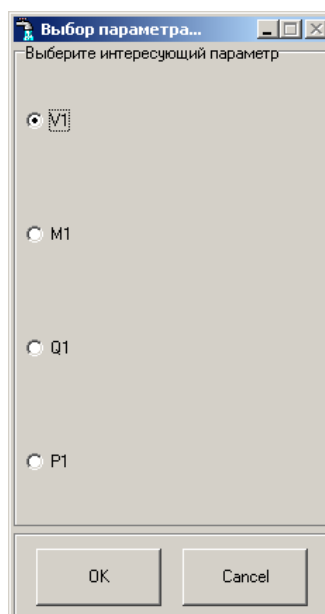 Выбор параметра...
Выберите интересующий параметр
V1
M1
Q1
P1
OK Cancel